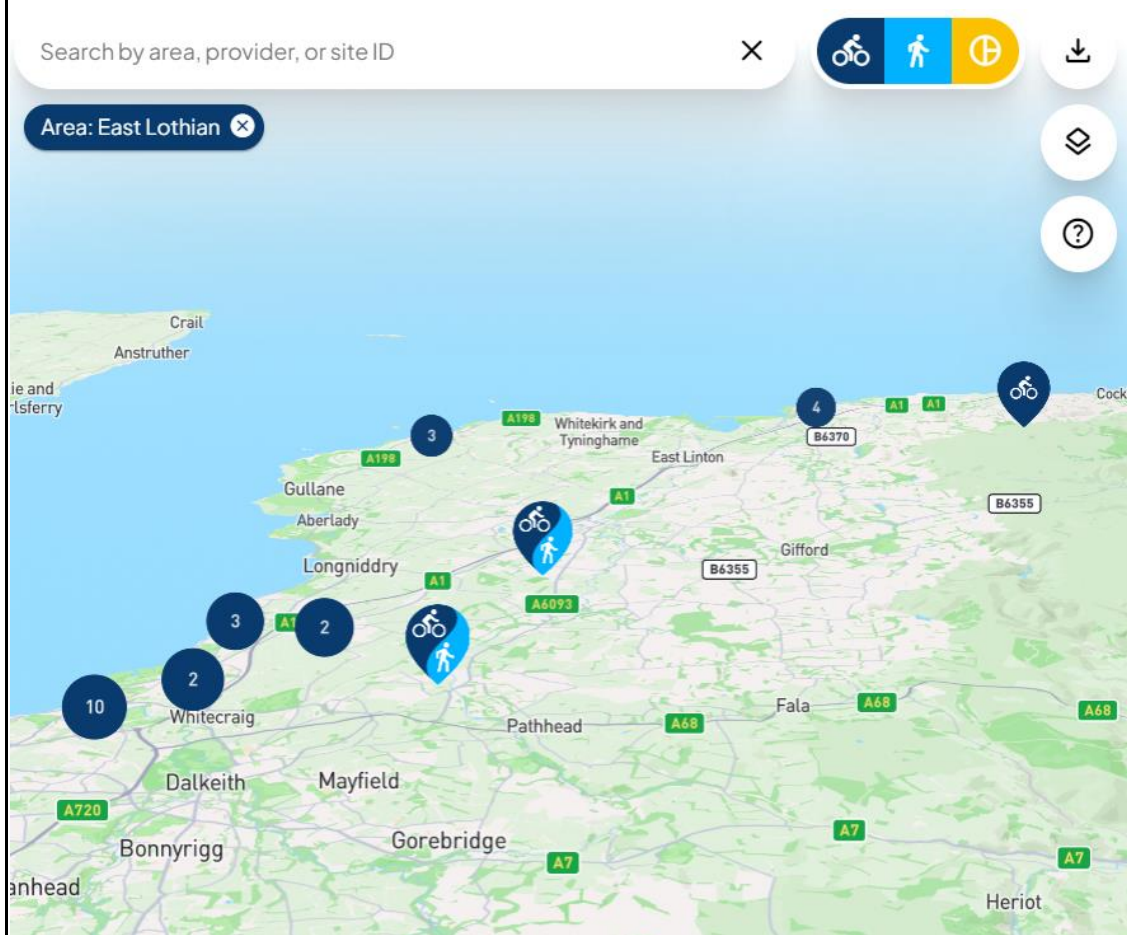 Search by area, provider, or site ID
Area: East Lothian
Crail
Anstruther
ie and
lsferry
Cock
4
A1
A1
3
A198
Whitekirk and
Tyninghame
B6370
A198
East Linton
Gullane
A1
B6355
Aberlady
Gifford
Longniddry
B6355
A1
A6093
3
A1
2
2
10
Whitecraig
Pathhead
A68
Fala
A68
A68
Dalkeith
Mayfield
A720
Bonnyrigg
Gorebridge
A7
A7
A7
anhead
Heriot